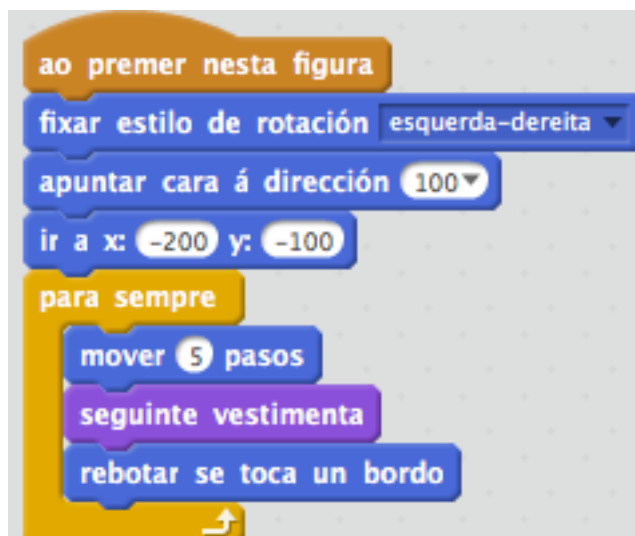 ao premer nesta figura
fixar estilo de rotación esquerda-dereita
apuntar cara á dirección 100
ir a x: -200 y: -100
para sempre
mover 5 pasos
seguinte vestimenta
rebotar se toca un bordo